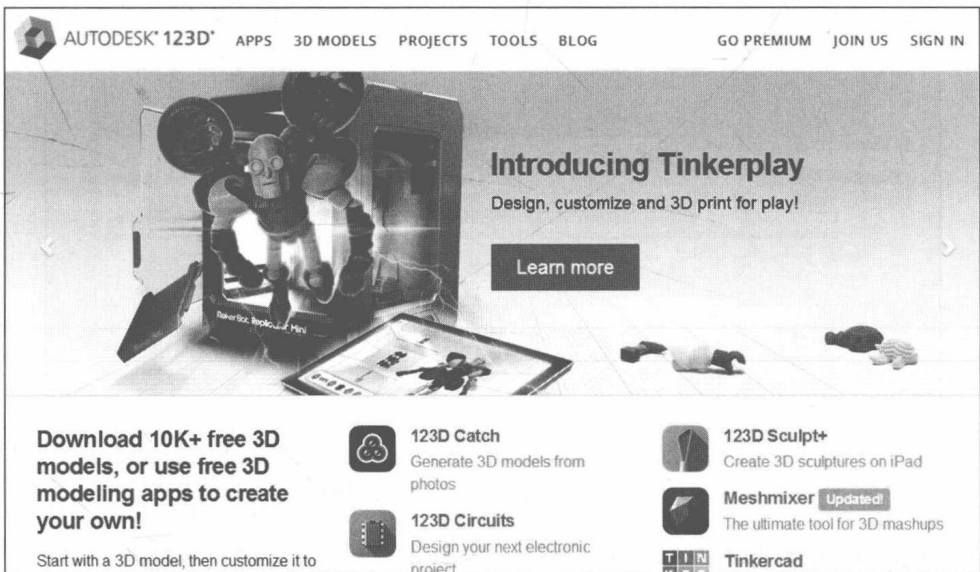 AUTODESK® 123D® APPS 3D MODELS PROJECTS TOOLS BLOG GO PREMIUM JOIN US SIGN IN
Introducing Tinkerplay
Design, customize and 3D print for play!
Learn more
MakerBot Replicator Mini
Download 10K+ free 3D
models, or use free 3D
modeling apps to create
your own!
Start with a 3D model, then customize it to
123D Catch
Generate 3D models from
photos
123D Circuits
Design your next electronic
project
123D Sculpt+
Create 3D sculptures on iPad
Meshmixer Updated!
The ultimate tool for 3D mashups
TIN
Tinkercad